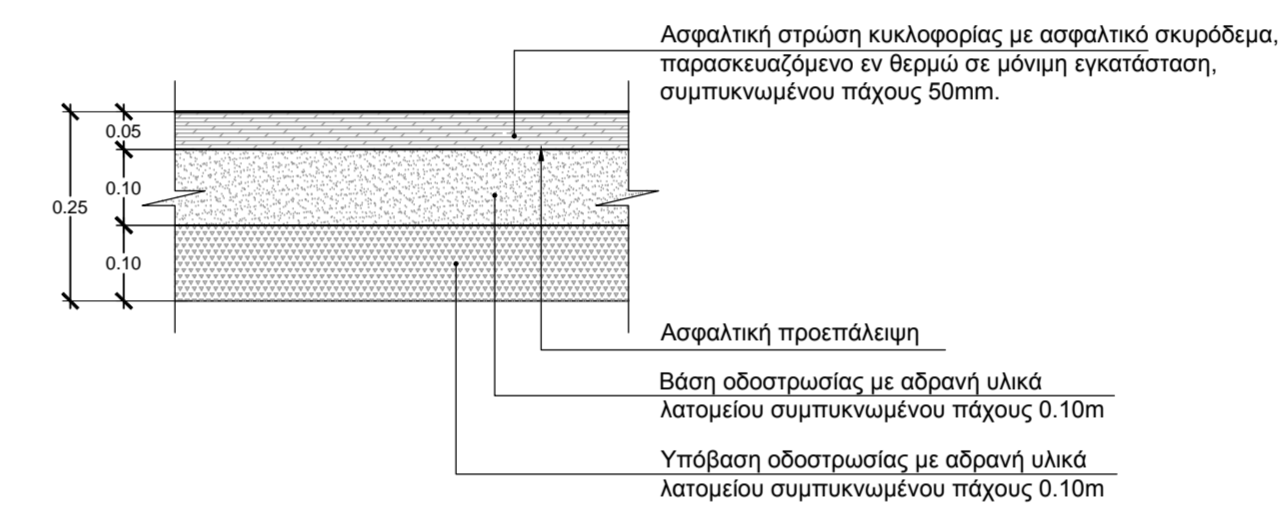 Ασφαλτική στρώση κυκλοφορίας με ασφαλτικό σκυρόδεμα,
παρασκευαζόμενο εν θερμώ σε μόνιμη εγκατάσταση,
συμπυκνωμένου πάχους 50mm.
0.05
0.10
0.25
0.10
Ασφαλτική προεπάλειψη
Βάση οδοστρωσίας με αδρανή υλικά
λατομείου συμπυκνωμένου πάχους 0.10m
Υπόβαση οδοστρωσίας με αδρανή υλικά
λατομείου συμπυκνωμένου πάχους 0.10m